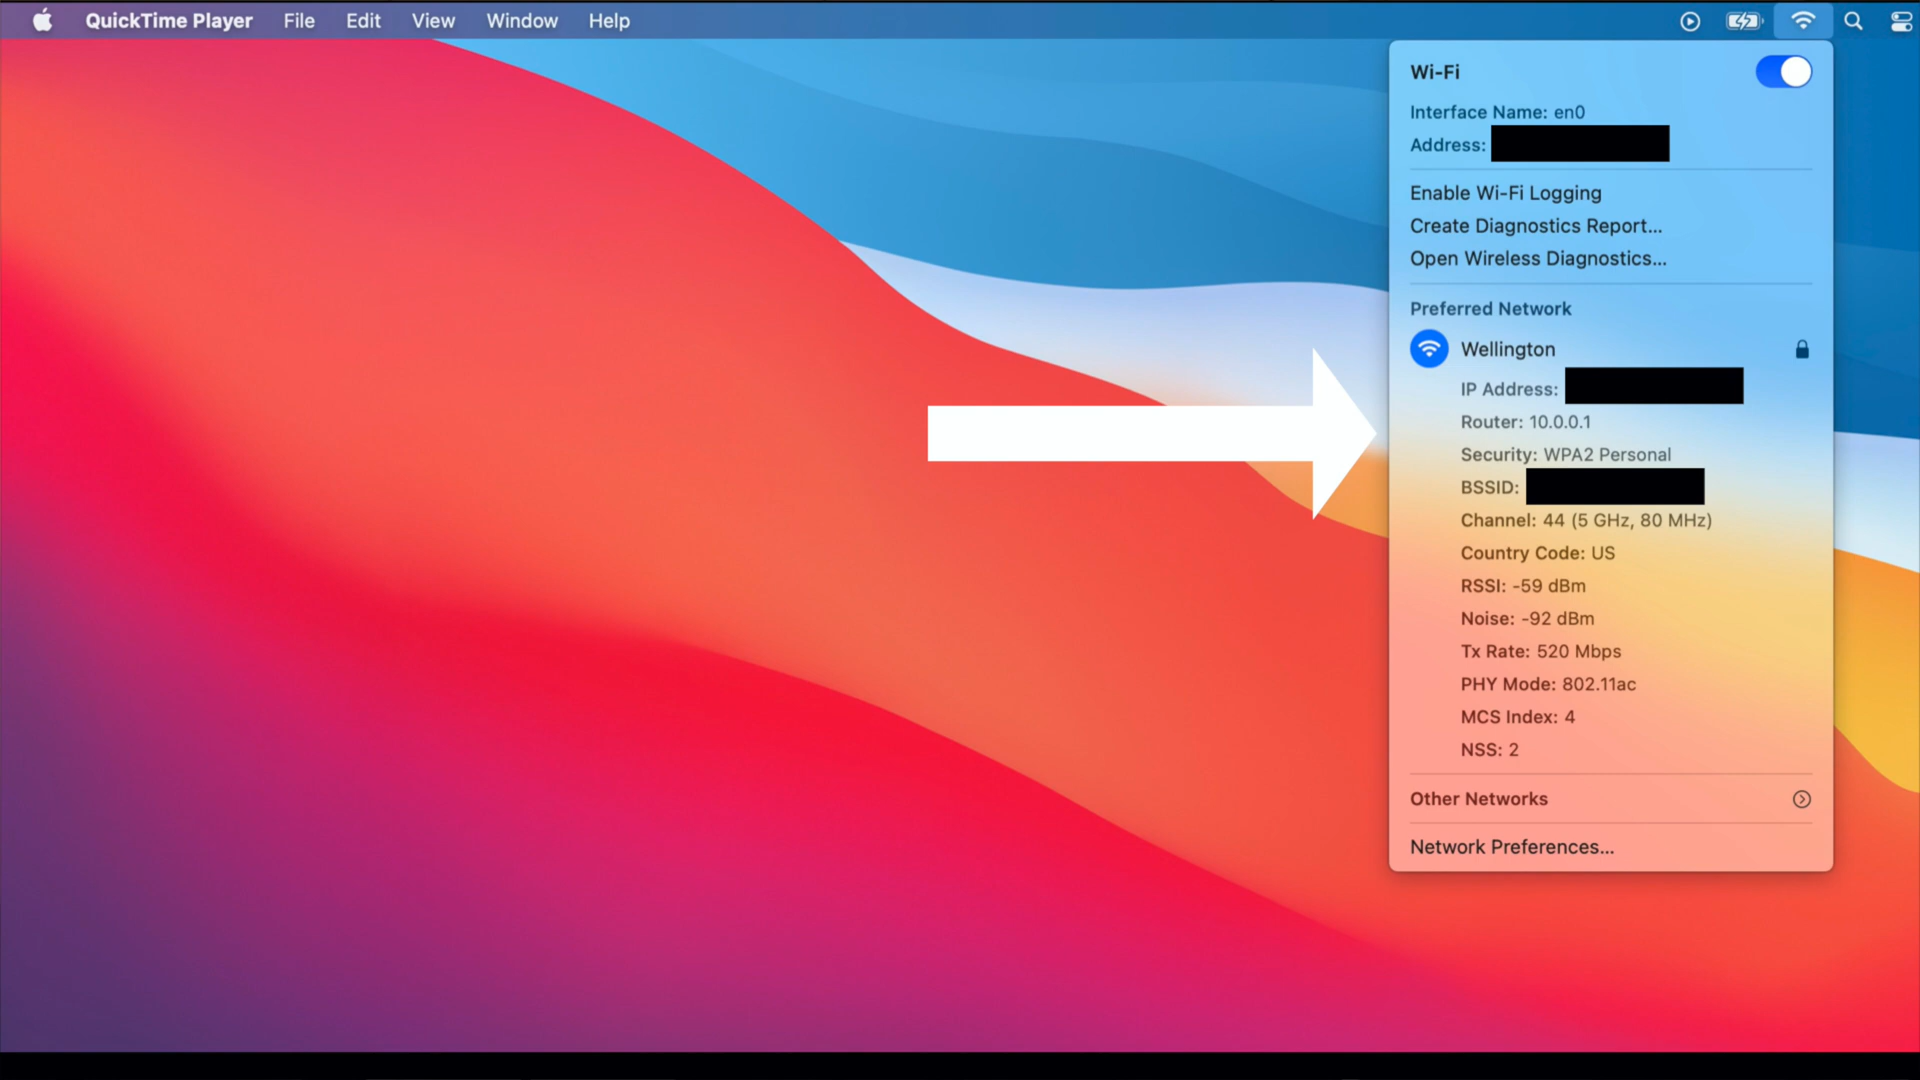 QuickTime Player File Edit View Window Help
Wi-Fi
Interface Name: en0
Address:
Enable Wi-Fi Logging
Create Diagnostics Report...
Open Wireless Diagnostics...
Preferred Network
Wellington
IP Address:
Router: 10.0.0.1
Security: WPA2 Personal
BSSID:
Channel: 44 (5 GHz, 80 MHz)
Country Code: US
RSSI: -59 dBm
Noise: -92 dBm
Tx Rate: 520 Mbps
PHY Mode: 802.11ac
MCS Index: 4
NSS: 2
Other Networks
Network Preferences...